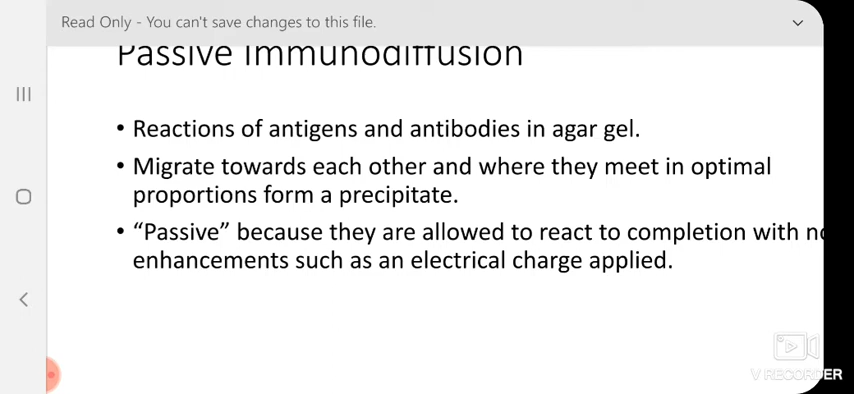 Read Only - You can't save changes to this file.
Passive Immunodiffusion
• Reactions of antigens and antibodies in agar gel.
• Migrate towards each other and where they meet in optimal
proportions form a precipitate.
• “Passive” because they are allowed to react to completion with no
enhancements such as an electrical charge applied.
V RECORDER